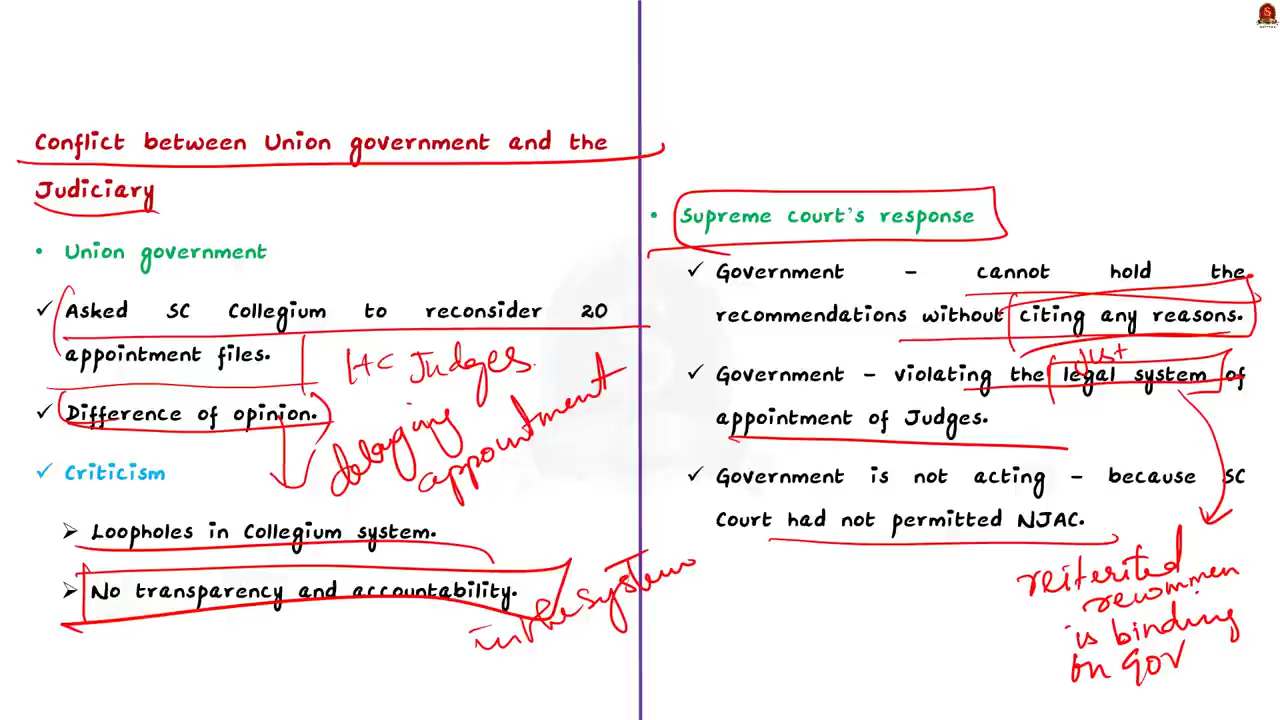 Conflict between Union government and the
Judiciary
• Union government
✓ Asked SC Collegium to reconsider 20
appointment files.
HC Judges
✓ Difference of opinion.
delaying
appointment
✓ Criticism
➢ Loopholes in Collegium system.
➢ No transparency and accountability.
in the system
• Supreme court's response
✓ Government – cannot hold the
recommendations without citing any reasons.
✓ Government – violating the legal system of
appointment of Judges.
✓ Government is not acting – because SC
Court had not permitted NJAC.
reiterited
recommen
is binding
on gov